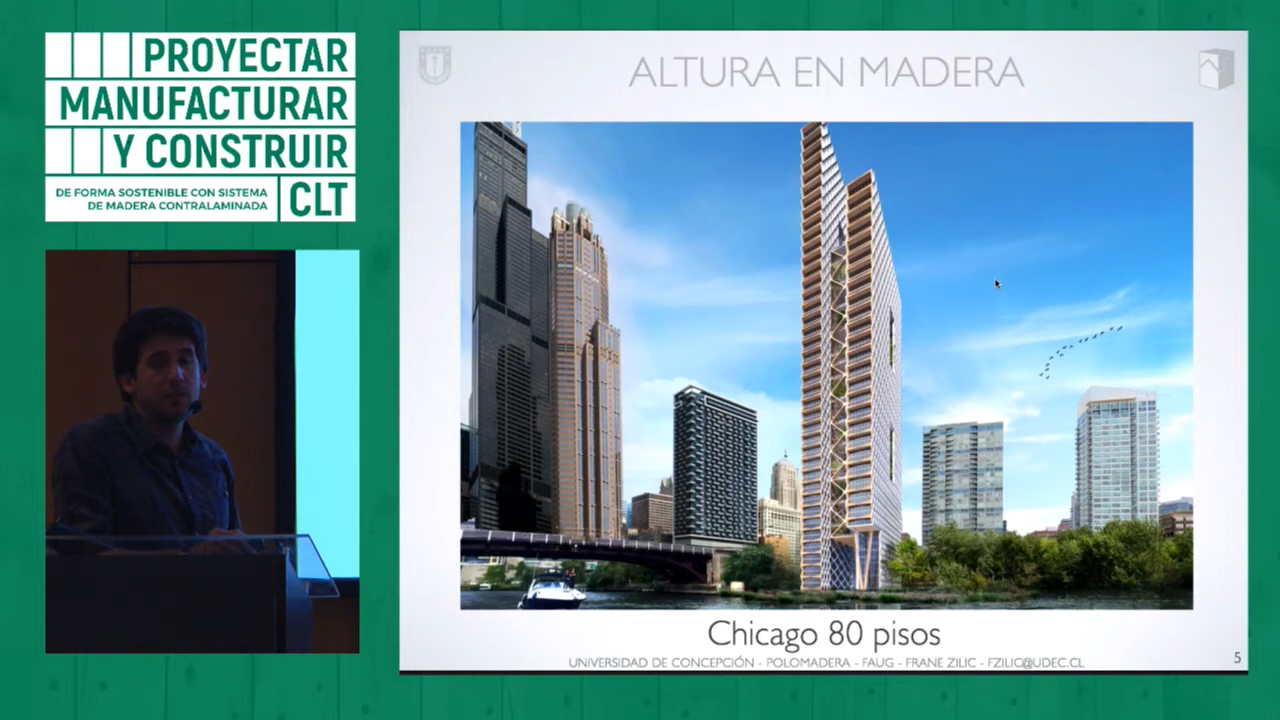 PROYECTAR
MANUFACTURAR
Y CONSTRUIR
DE FORMA SOSTENIBLE CON SISTEMA
DE MADERA CONTRALAMINADA
CLT
ALTURA EN MADERA
Chicago 80 pisos
UNIVERSIDAD DE CONCEPCIÓN - POLOMADERA - FAUG - FRANE ZILIC - FZILIC@UDEC.CL
5